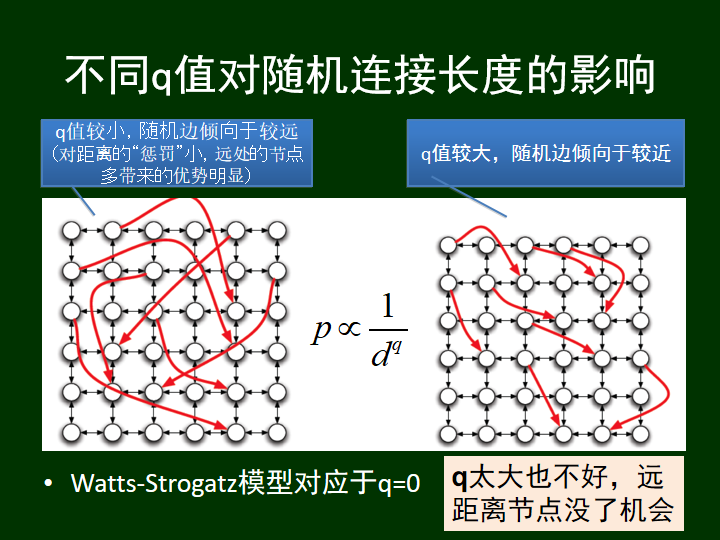 不同q值对随机连接长度的影响
q值较小，随机边倾向于较远
（对距离的“惩罚”小，远处的节点
多带来的优势明显）
q值较大，随机边倾向于较近
p ∝ 1/d^q
• Watts-Strogatz模型对应于q=0
q太大也不好，远
距离节点没了机会